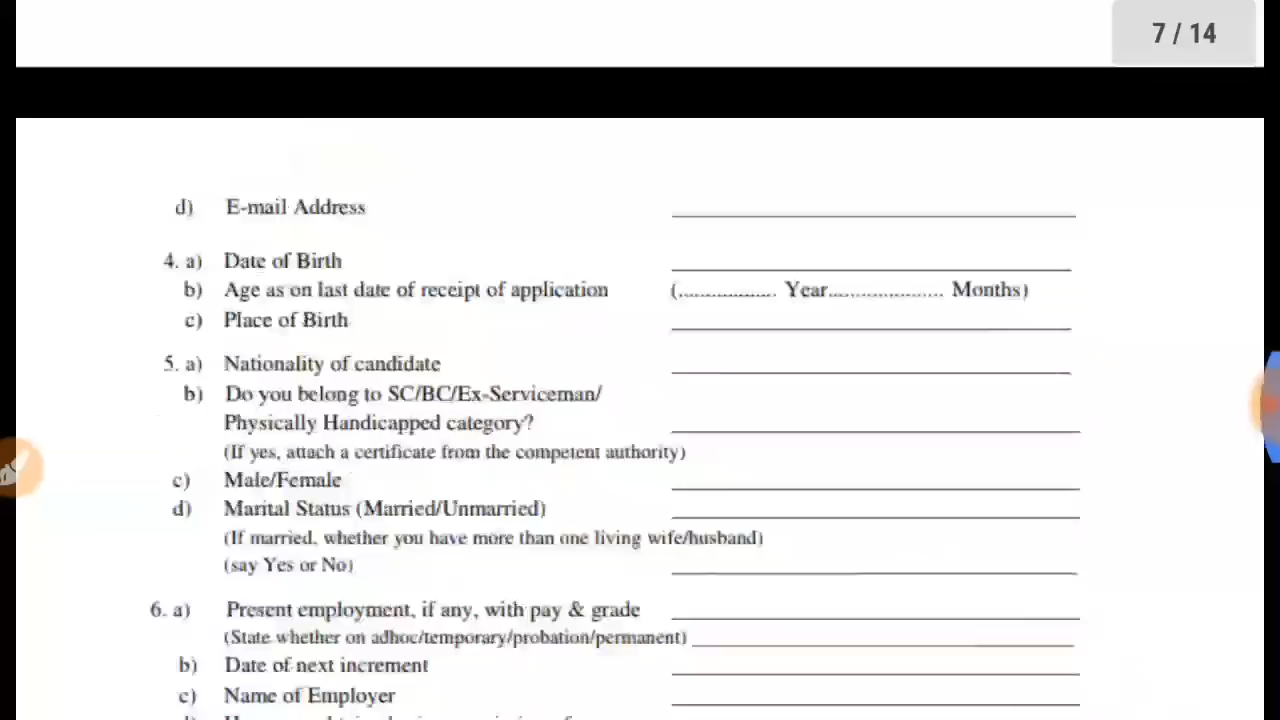 7 / 14
d) E-mail Address
4. a) Date of Birth
b) Age as on last date of receipt of application (.................. Year..................... Months)
c) Place of Birth
5. a) Nationality of candidate
b) Do you belong to SC/BC/Ex-Serviceman/
Physically Handicapped category?
(If yes, attach a certificate from the competent authority)
c) Male/Female
d) Marital Status (Married/Unmarried)
(If married, whether you have more than one living wife/husband)
(say Yes or No)
6. a) Present employment, if any, with pay & grade
(State whether on adhoc/temporary/probation/permanent)
b) Date of next increment
c) Name of Employer